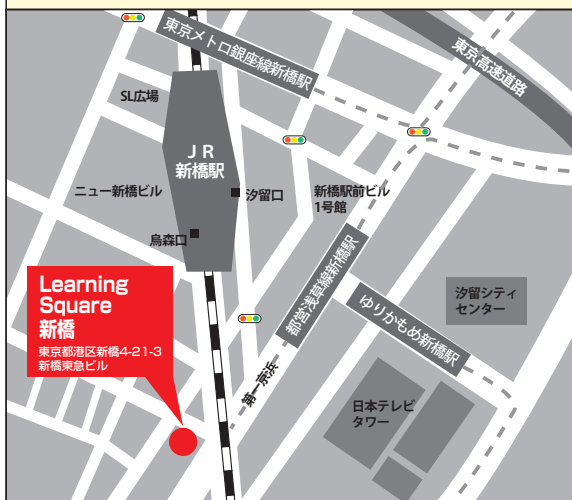 東京メトロ銀座線新橋駅
東京高速道路
SL広場
JR
新橋駅
ニュー新橋ビル
汐留口
新橋駅前ビル
1号館
烏森口
都営浅草線新橋駅
汐留シティ
センター
ゆりかもめ新橋駅
Learning
Square
新橋
東京都港区新橋4-21-3
新橋東急ビル
第一京浜
日本テレビ
タワー